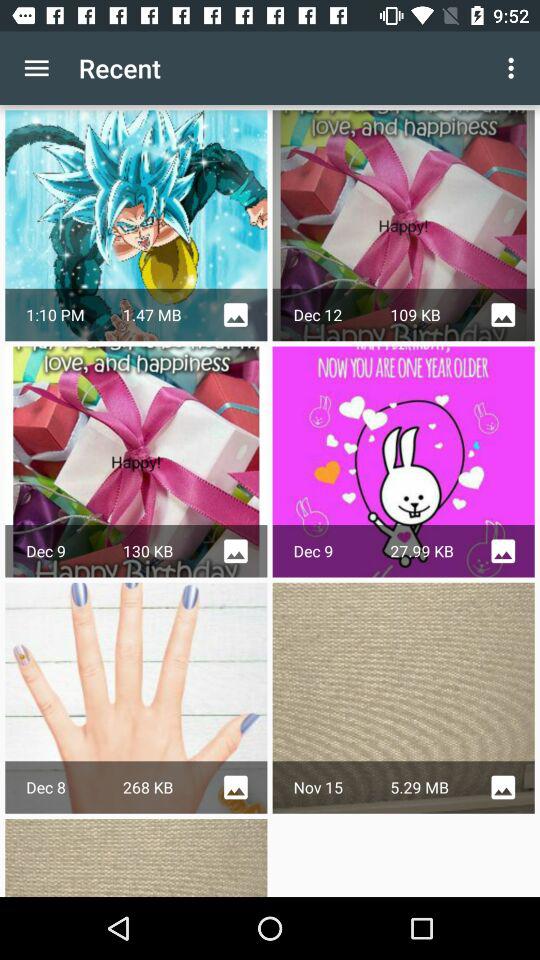 9:52
Recent
love, and happiness
Happy!
1:10 PM 1.47 MB
Dec 12 109 KB
Happy Birthday
love, and happiness
NOW YOU ARE ONE YEAR OLDER
Happy!
Dec 9 130 KB
Dec 9 27.99 KB
Happy Birthday
Dec 8 268 KB
Nov 15 5.29 MB